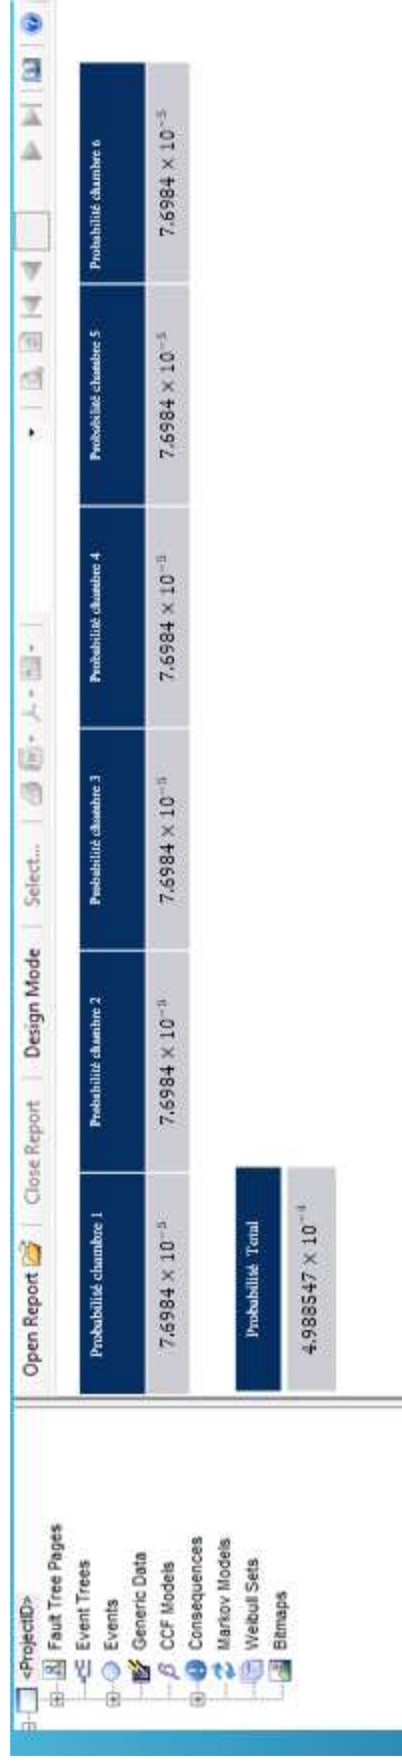 Open Report | Close Report | Design Mode | Select...
<ProjectID>
Fault Tree Pages
Event Trees
Events
Generic Data
CCF Models
Consequences
Markov Models
Weibull Sets
Bitmaps
Probabilité chambre 1 Probabilité chambre 2 Probabilité chambre 3 Probabilité chambre 4 Probabilité chambre 5 Probabilité chambre 6
7.6984 × 10⁻⁵ 7.6984 × 10⁻⁵ 7.6984 × 10⁻⁵ 7.6984 × 10⁻⁵ 7.6984 × 10⁻⁵ 7.6984 × 10⁻⁵
Probabilité Total
4.988547 × 10⁻⁴